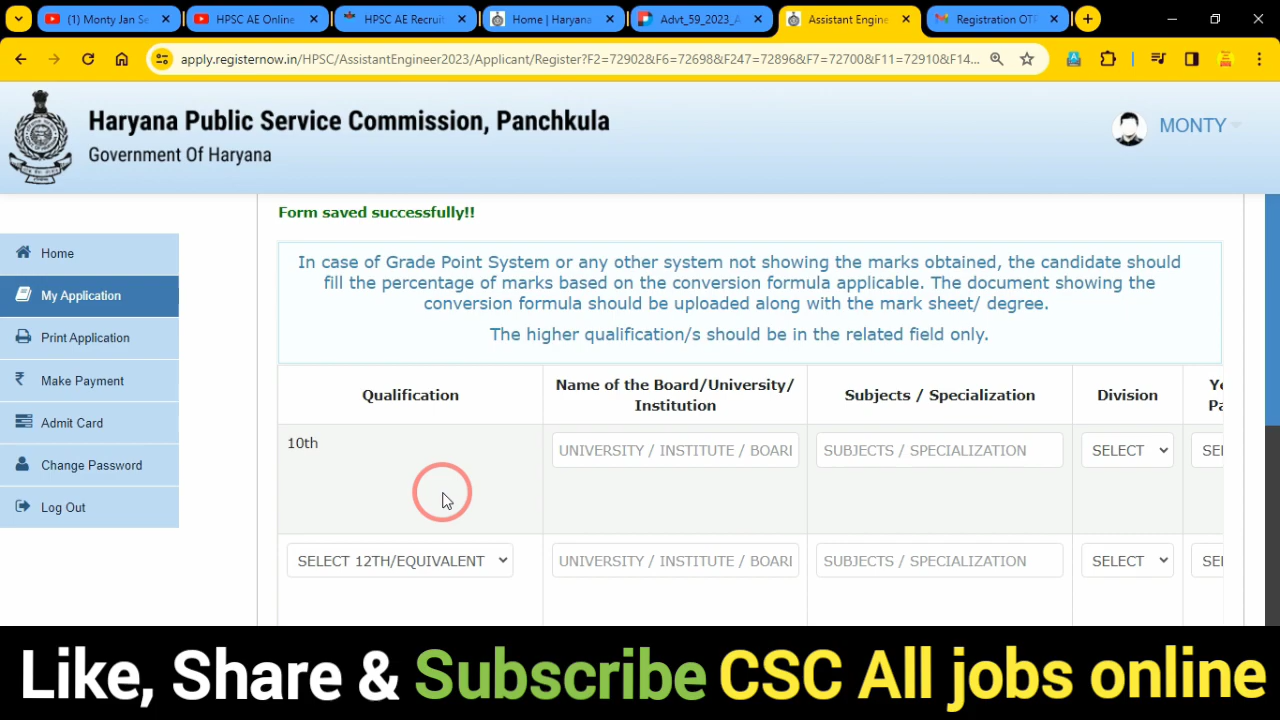 (1) Monty Jan Se
HPSC AE Online
HPSC AE Recruit
Home | Haryana
Advt_59_2023_A
Assistant Engine
Registration OTP
apply.registernow.in/HPSC/AssistantEngineer2023/Applicant/Register?F2=72902&F6=72698&F247=72896&F7=72700&F11=72910&F14...
Haryana Public Service Commission, Panchkula
Government Of Haryana
MONTY
Form saved successfully!!
Home
My Application
Print Application
Make Payment
Admit Card
Change Password
Log Out
In case of Grade Point System or any other system not showing the marks obtained, the candidate should
fill the percentage of marks based on the conversion formula applicable. The document showing the
conversion formula should be uploaded along with the mark sheet/ degree.
The higher qualification/s should be in the related field only.
Qualification
Name of the Board/University/
Institution
Subjects / Specialization
Division
Ye
Pa
10th
UNIVERSITY / INSTITUTE / BOARI
SUBJECTS / SPECIALIZATION
SELECT
SEI
SELECT 12TH/EQUIVALENT
UNIVERSITY / INSTITUTE / BOARI
SUBJECTS / SPECIALIZATION
SELECT
SEI
Like, Share & Subscribe CSC All jobs online